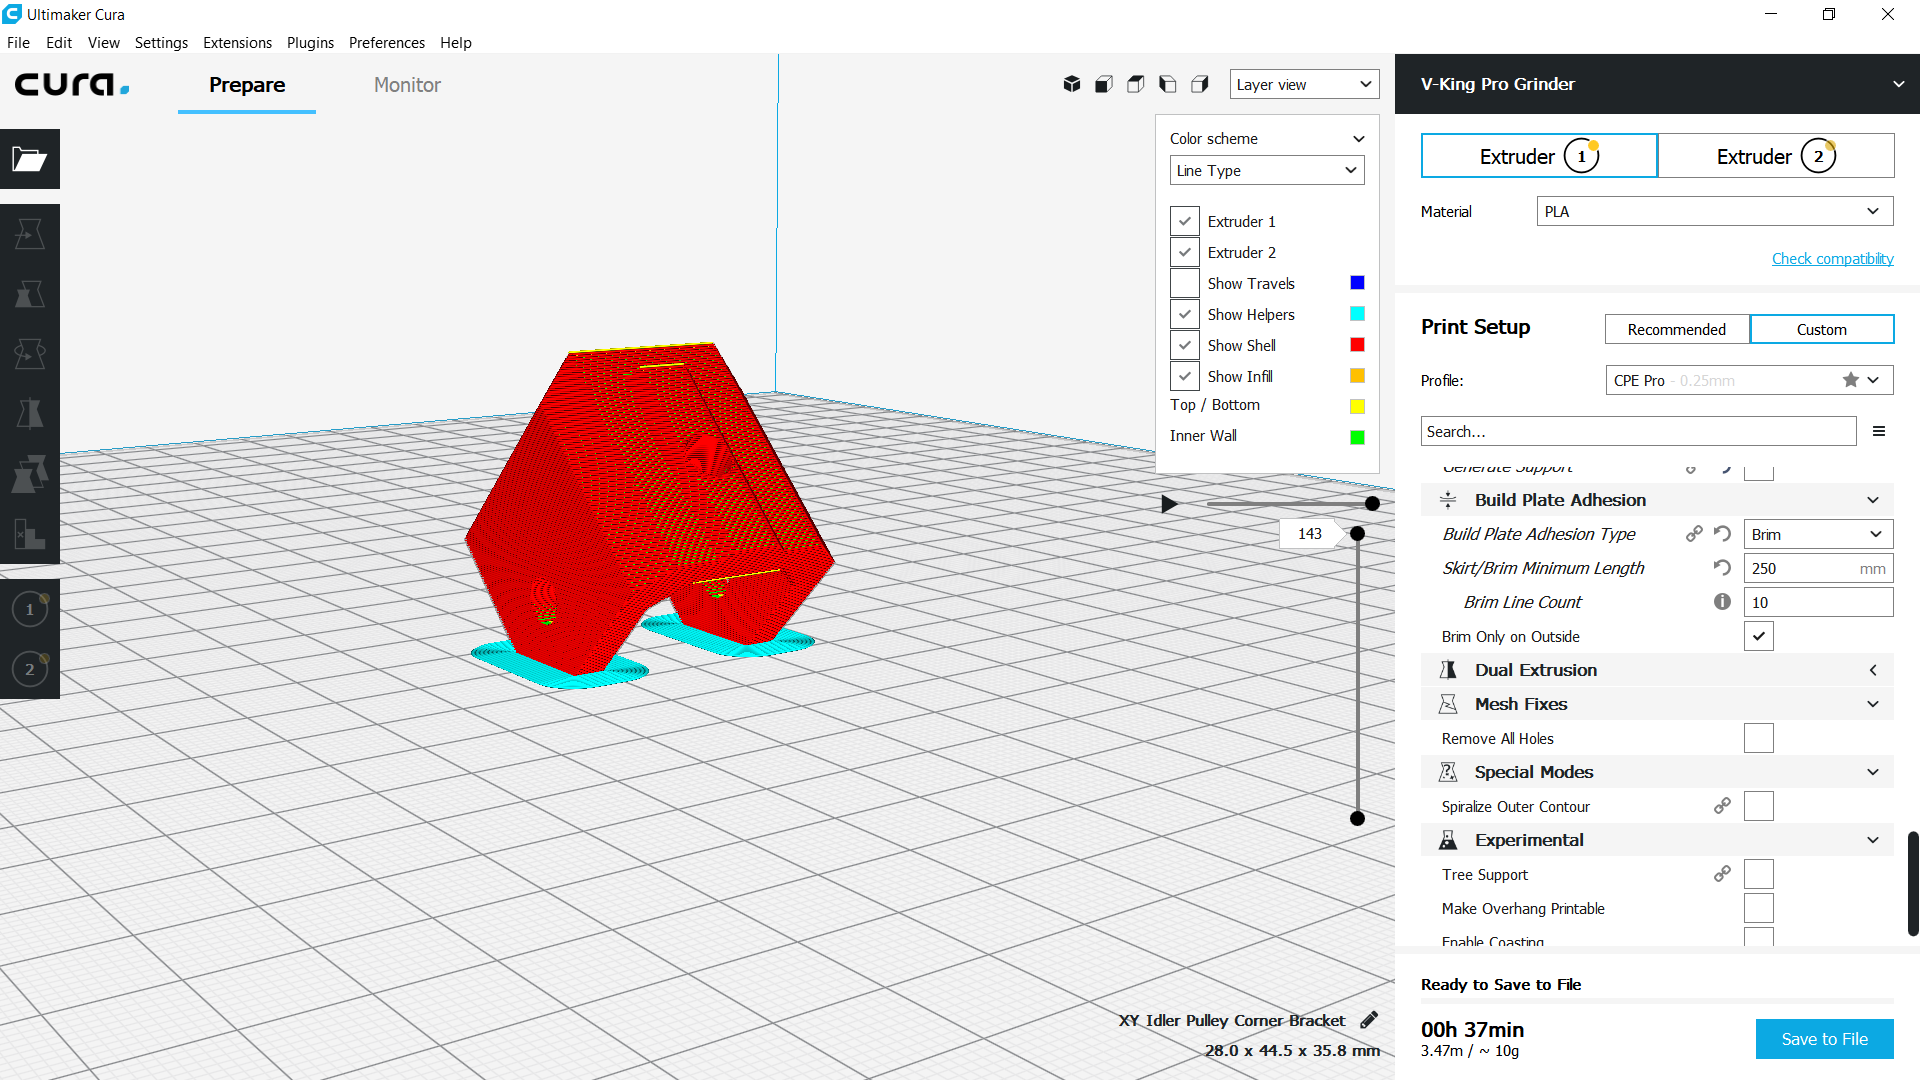 Ultimaker Cura
File Edit View Settings Extensions Plugins Preferences Help
cura.
Prepare
Monitor
Layer view
Color scheme
Line Type
Extruder 1
Extruder 2
Show Travels
Show Helpers
Show Shell
Show Infill
Top / Bottom
Inner Wall
143
1
2
XY Idler Pulley Corner Bracket
28.0 x 44.5 x 35.8 mm
V-King Pro Grinder
Extruder 1
Extruder 2
Material PLA
Check compatibility
Print Setup Recommended Custom
Profile: CPE Pro - 0.25mm
Search...
Generate Support
Build Plate Adhesion
Build Plate Adhesion Type Brim
Skirt/Brim Minimum Length 250 mm
Brim Line Count 10
Brim Only on Outside
Dual Extrusion
Mesh Fixes
Remove All Holes
Special Modes
Spiralize Outer Contour
Experimental
Tree Support
Make Overhang Printable
Enable Coasting
Ready to Save to File
00h 37min
3.47m / ~ 10g
Save to File